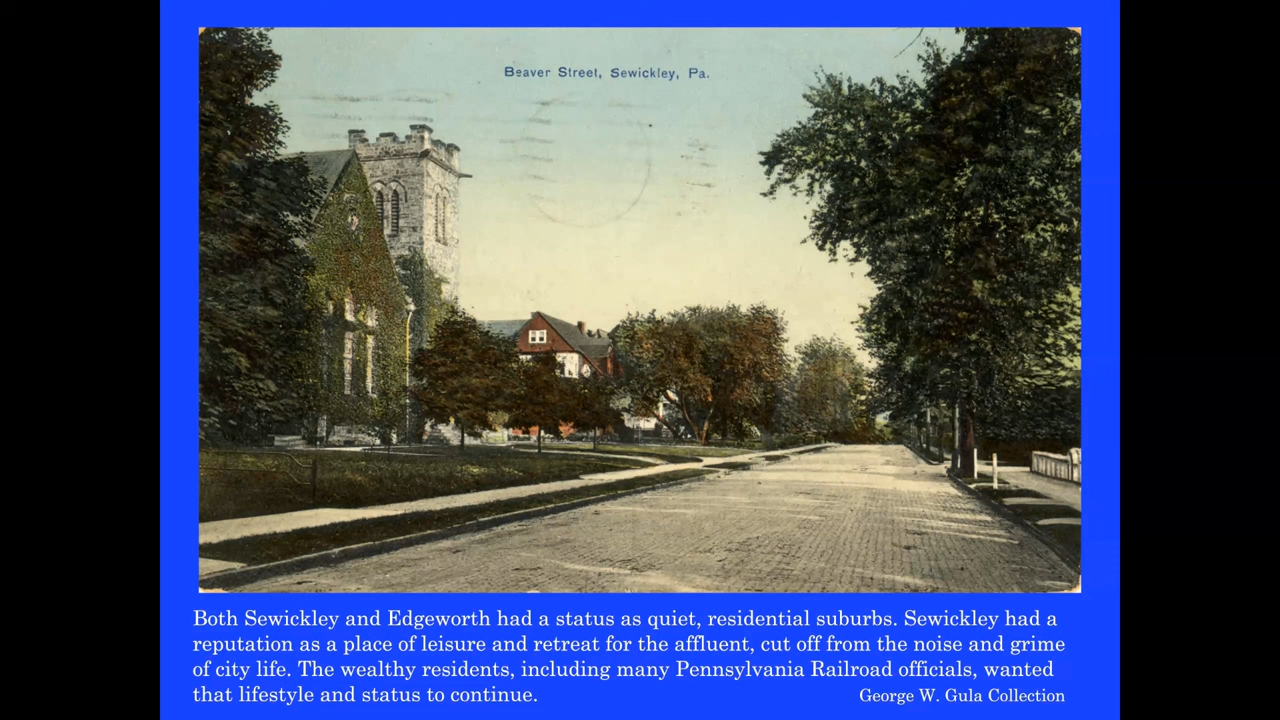 Beaver Street, Sewickley, Pa.
Both Sewickley and Edgeworth had a status as quiet, residential suburbs. Sewickley had a
reputation as a place of leisure and retreat for the affluent, cut off from the noise and grime
of city life. The wealthy residents, including many Pennsylvania Railroad officials, wanted
that lifestyle and status to continue.
George W. Gula Collection